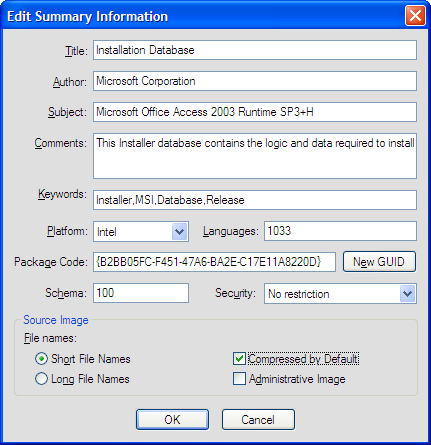 Edit Summary Information
Title: Installation Database
Author: Microsoft Corporation
Subject: Microsoft Office Access 2003 Runtime SP3+H
Comments: This Installer database contains the logic and data required to install
Keywords: Installer,MSI,Database,Release
Platform: Intel Languages: 1033
Package Code: {B2BB05FC-F451-47A6-BA2E-C17E11A8220D} New GUID
Schema: 100 Security: No restriction
Source Image
File names:
Short File Names Compressed by Default
Long File Names Administrative Image
OK Cancel